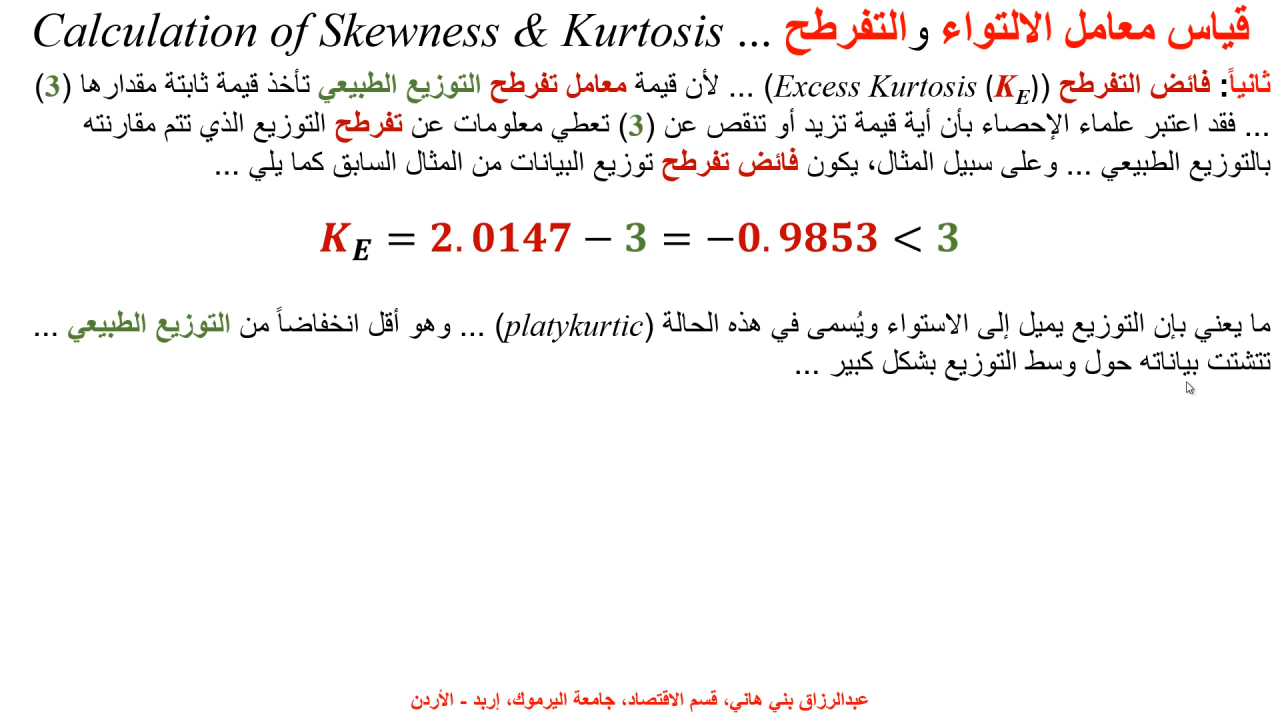 قياس معامل الالتواء والتفرطح ... Calculation of Skewness & Kurtosis
ثانياً: فائض التفرطح (Excess Kurtosis (K_E)) ... لأن قيمة معامل تفرطح التوزيع الطبيعي تأخذ قيمة ثابتة مقدارها (3)
... فقد اعتبر علماء الإحصاء بأن أية قيمة تزيد أو تنقص عن (3) تعطي معلومات عن تفرطح التوزيع الذي تتم مقارنته
بالتوزيع الطبيعي ... وعلى سبيل المثال، يكون فائض تفرطح توزيع البيانات من المثال السابق كما يلي ...
K_E = 2.0147 − 3 = −0.9853 < 3
ما يعني بإن التوزيع يميل إلى الاستواء ويُسمى في هذه الحالة (platykurtic) ... وهو أقل انخفاضاً من التوزيع الطبيعي ...
تتشتت بياناته حول وسط التوزيع بشكل كبير ...
عبدالرزاق بني هاني، قسم الاقتصاد، جامعة اليرموك، إربد - الأردن